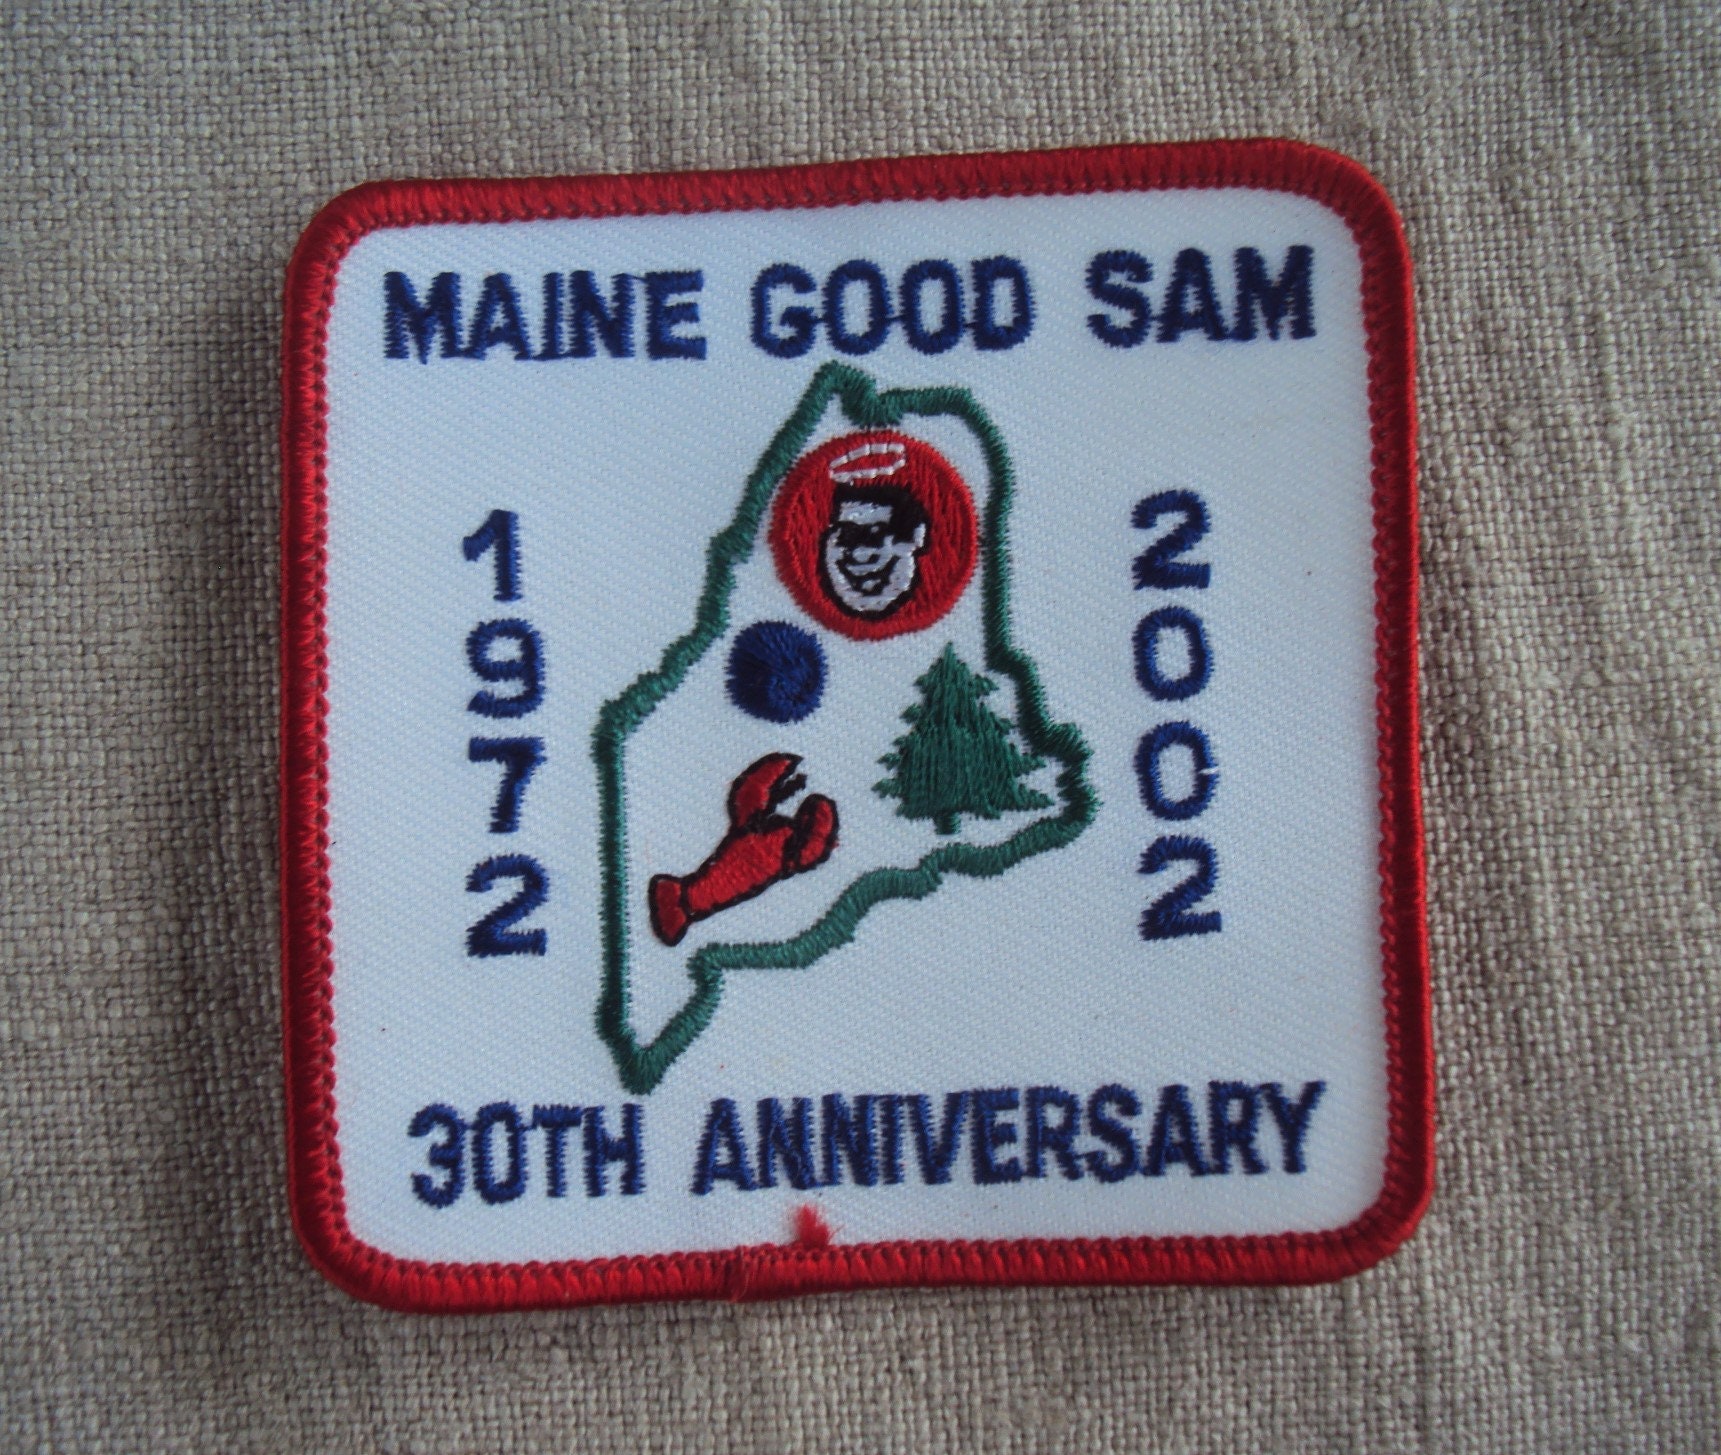 MAINE GOOD SAM
1972
2002
30TH ANNIVERSARY